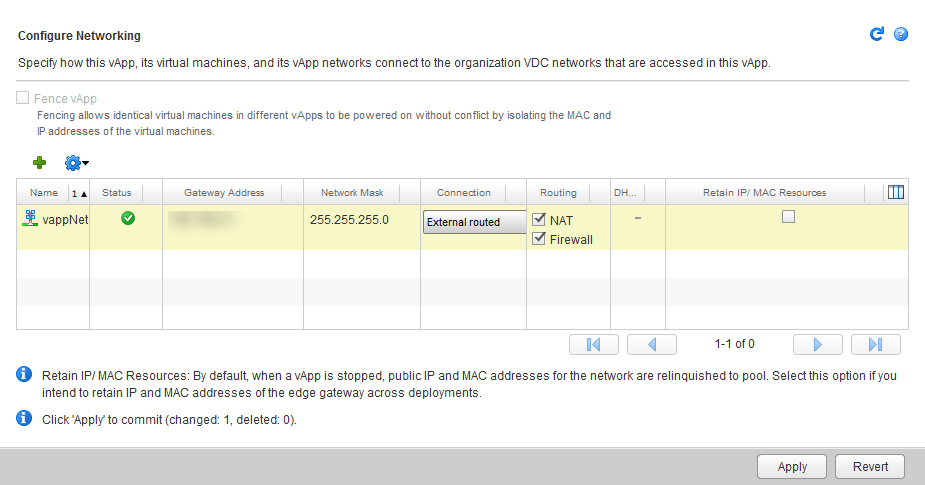 Configure Networking
Specify how this vApp, its virtual machines, and its vApp networks connect to the organization VDC networks that are accessed in this vApp.
Fence vApp
Fencing allows identical virtual machines in different vApps to be powered on without conflict by isolating the MAC and
IP addresses of the virtual machines.
Name 1 ▲ Status Gateway Address Network Mask Connection Routing DH... Retain IP/ MAC Resources
vappNet 255.255.255.0 External routed NAT –
Firewall
1-1 of 0
Retain IP/ MAC Resources: By default, when a vApp is stopped, public IP and MAC addresses for the network are relinquished to pool. Select this option if you
intend to retain IP and MAC addresses of the edge gateway across deployments.
Click 'Apply' to commit (changed: 1, deleted: 0).
Apply Revert